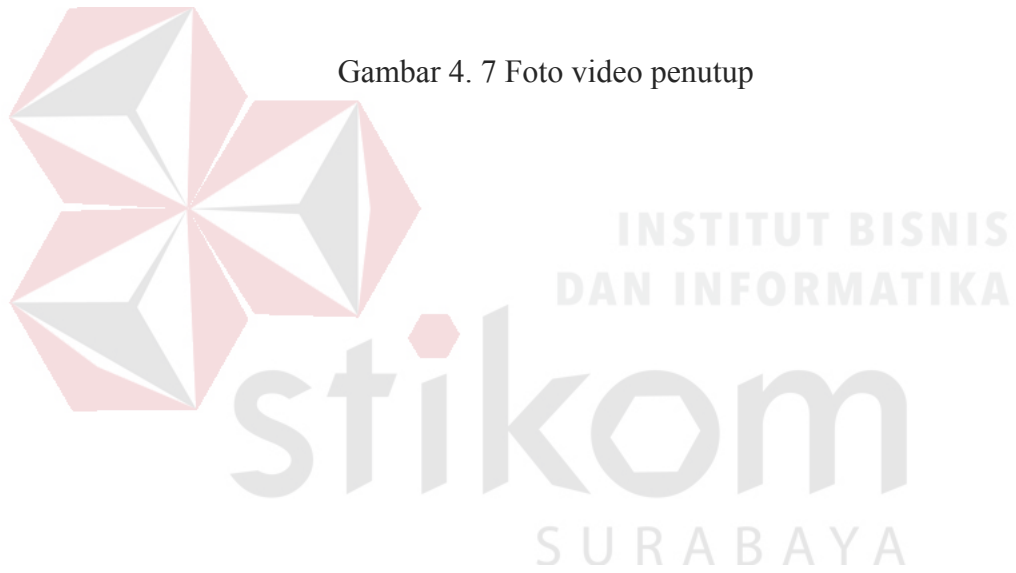 Gambar 4. 7 Foto video penutup
INSTITUT BISNIS
DAN INFORMATIKA
stikom
SURABAYA